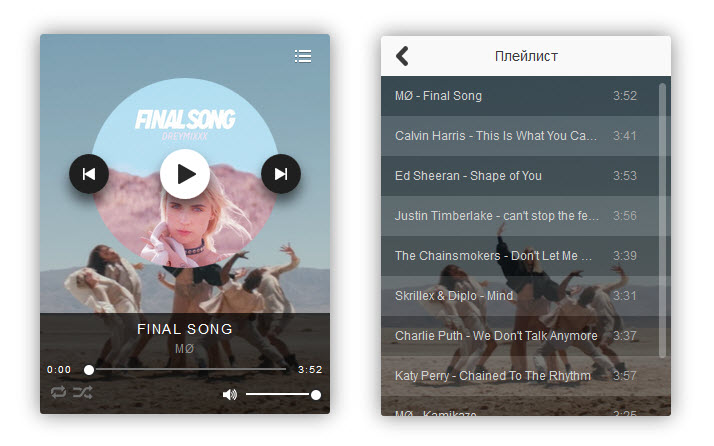 FINAL SONG
DREYMIXXX
FINAL SONG
MØ
0:00 3:52
Плейлист
MØ - Final Song 3:52
Calvin Harris - This Is What You Ca... 3:41
Ed Sheeran - Shape of You 3:53
Justin Timberlake - can't stop the fe... 3:56
The Chainsmokers - Don't Let Me ... 3:39
Skrillex & Diplo - Mind 3:31
Charlie Puth - We Don't Talk Anymore 3:37
Katy Perry - Chained To The Rhythm 3:57
MØ - Kamikaze 3:25